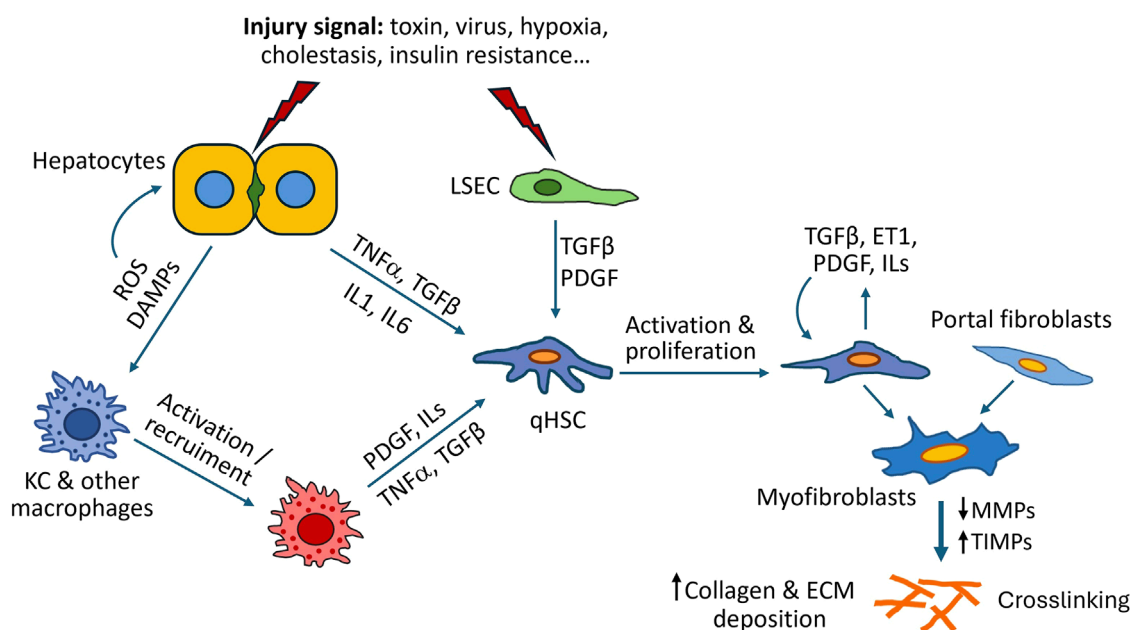 Injury signal: toxin, virus, hypoxia,
cholestasis, insulin resistance...
Hepatocytes
LSEC
ROS
DAMPs
TNFα, TGFβ
IL1, IL6
TGFβ
PDGF
TGFβ, ET1,
PDGF, ILs
Activation &
proliferation
Portal fibroblasts
qHSC
KC & other
macrophages
Activation /
recruiment
PDGF, ILs
TNFα, TGFβ
Myofibroblasts
↓MMPs
↑TIMPs
↑Collagen & ECM
deposition
Crosslinking